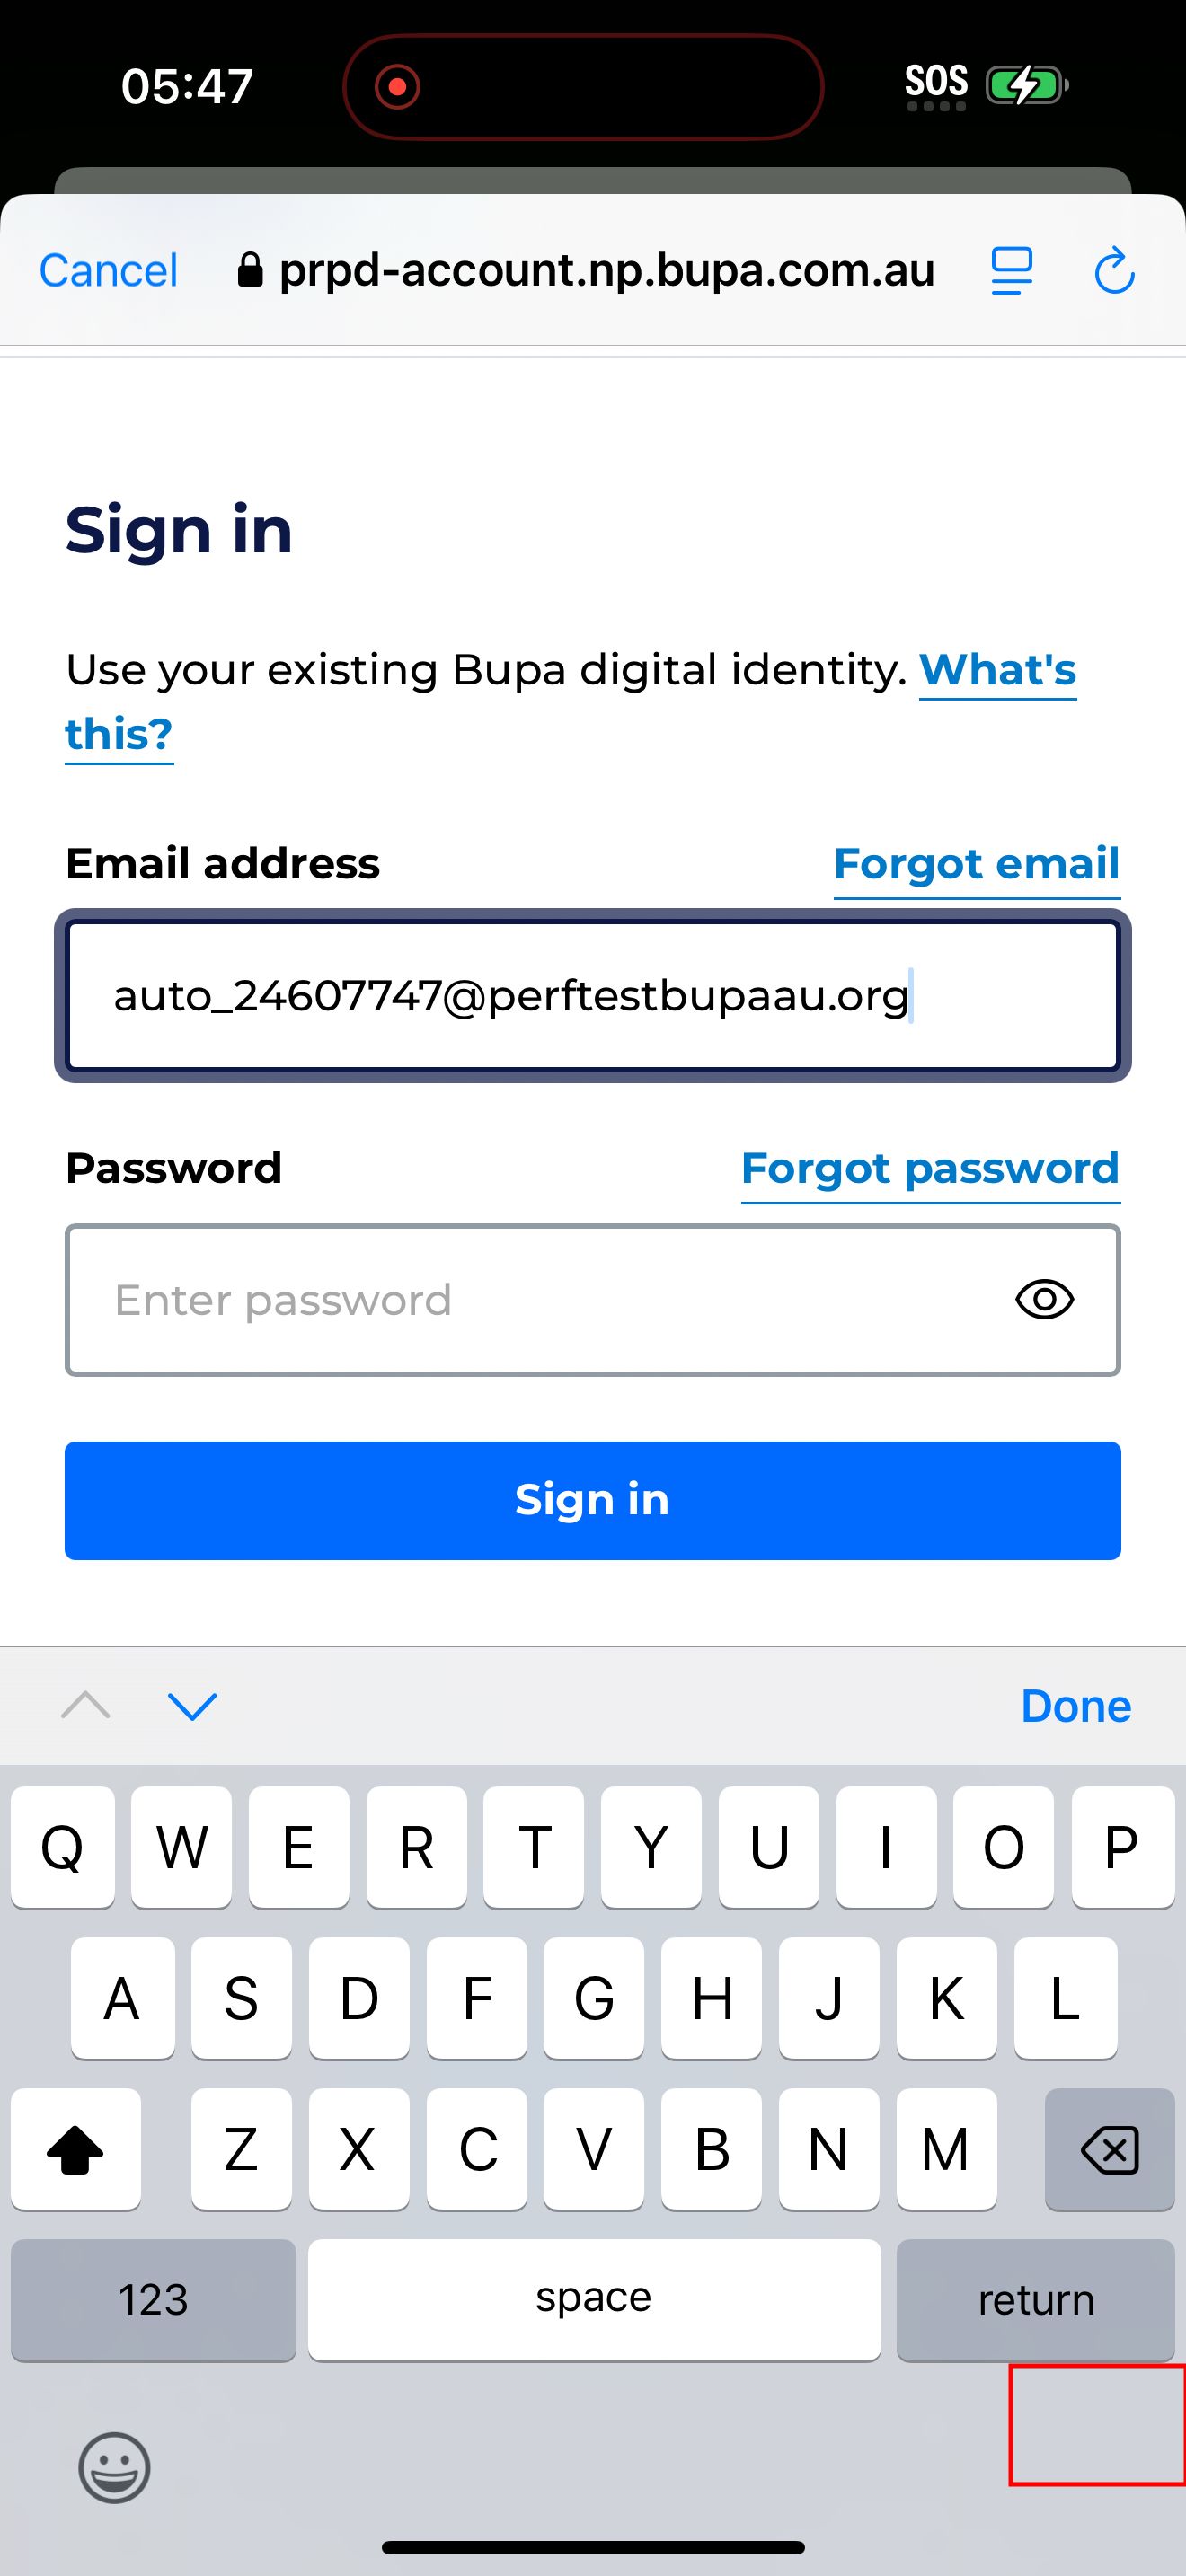 05:47
SOS
Cancel
prpd-account.np.bupa.com.au
Sign in
Use your existing Bupa digital identity. What's
this?
Email address
Forgot email
auto_24607747@perftestbupaau.org
Password
Forgot password
Enter password
Sign in
Done
Q W E R T Y U I O P
A S D F G H J K L
Z X C V B N M
123
space
return